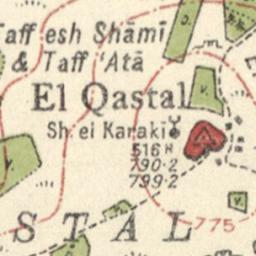 Taff esh Shāmī
& Taff 'Atā
El Qastal
Sh. ei Karaki
516 H
790·2
799·2
v.
v.
v.
STAL
775